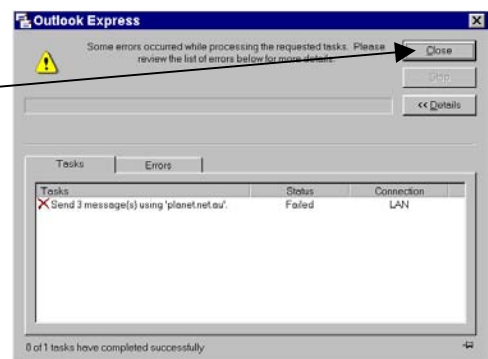 Outlook Express
Some errors occurred while processing the requested tasks. Please
review the list of errors below for more details.
Close
Stop
<< Details
Tasks
Errors
Tasks Status Connection
Send 3 message(s) using 'planet.net.au'. Failed LAN
0 of 1 tasks have completed successfully